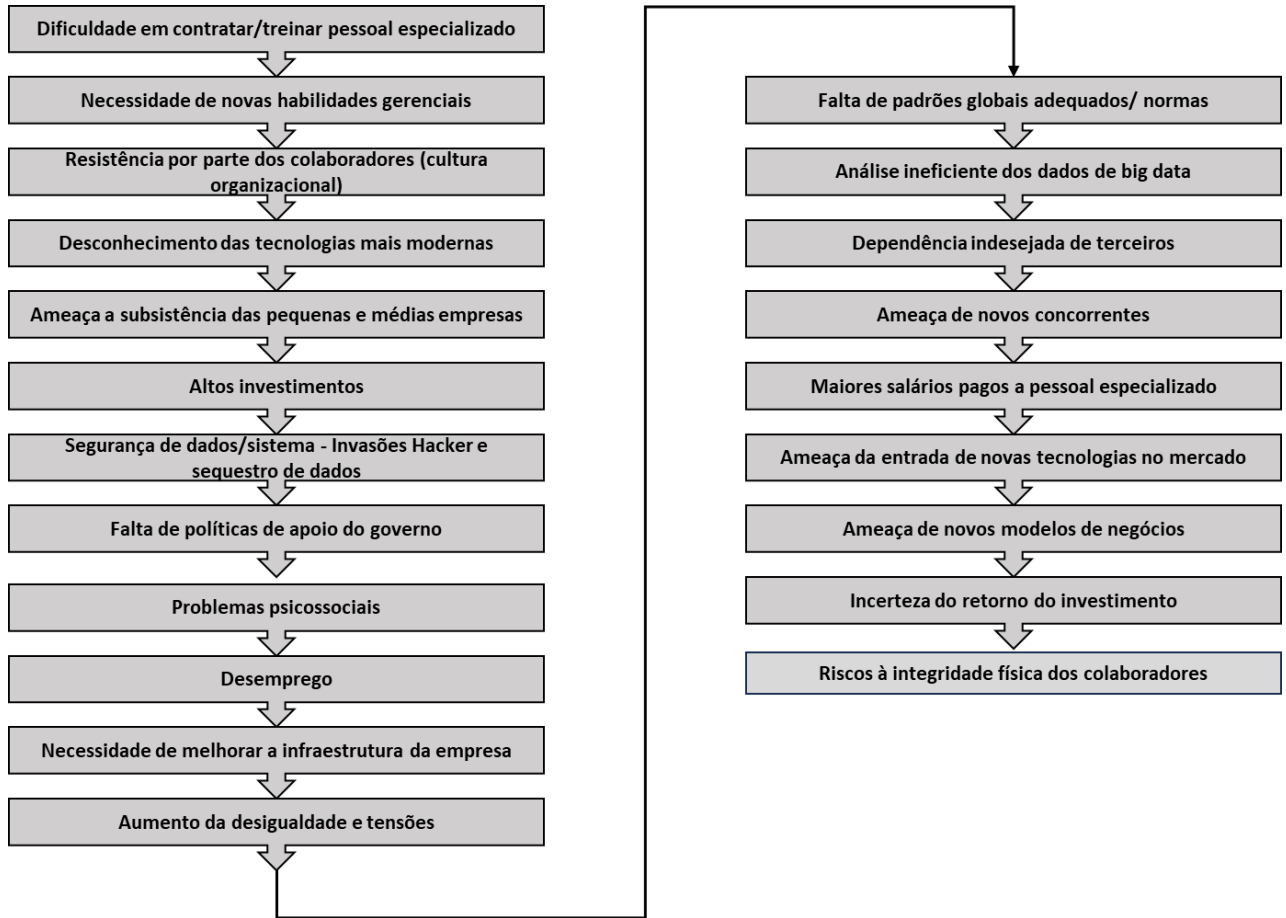 Dificuldade em contratar/treinar pessoal especializado
Necessidade de novas habilidades gerenciais
Resistência por parte dos colaboradores (cultura
organizacional)
Desconhecimento das tecnologias mais modernas
Ameaça a subsistência das pequenas e médias empresas
Altos investimentos
Segurança de dados/sistema - Invasões Hacker e
sequestro de dados
Falta de políticas de apoio do governo
Problemas psicossociais
Desemprego
Necessidade de melhorar a infraestrutura da empresa
Aumento da desigualdade e tensões
Falta de padrões globais adequados/ normas
Análise ineficiente dos dados de big data
Dependência indesejada de terceiros
Ameaça de novos concorrentes
Maiores salários pagos a pessoal especializado
Ameaça da entrada de novas tecnologias no mercado
Ameaça de novos modelos de negócios
Incerteza do retorno do investimento
Riscos à integridade física dos colaboradores